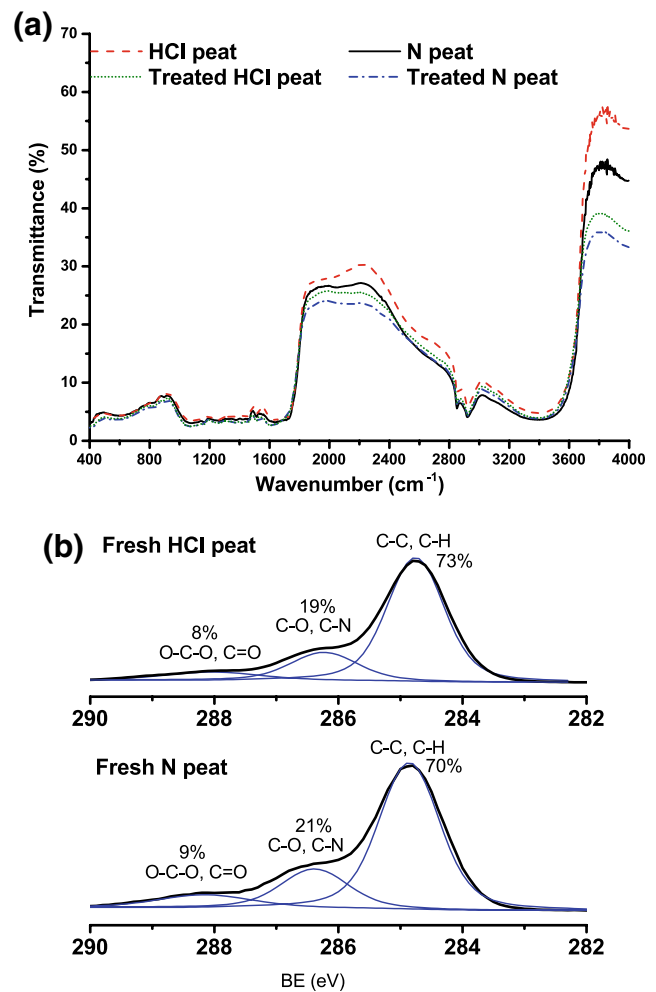 (a)
HCl peat
N peat
Treated HCl peat
Treated N peat
70
60
50
40
30
20
10
0
Transmittance (%)
400 800 1200 1600 2000 2400 2800 3200 3600 4000
Wavenumber (cm⁻¹)
(b)
Fresh HCl peat
C-C, C-H
73%
19%
C-O, C-N
8%
O-C-O, C=O
290 288 286 284 282
Fresh N peat
C-C, C-H
70%
21%
C-O, C-N
9%
O-C-O, C=O
290 288 286 284 282
BE (eV)